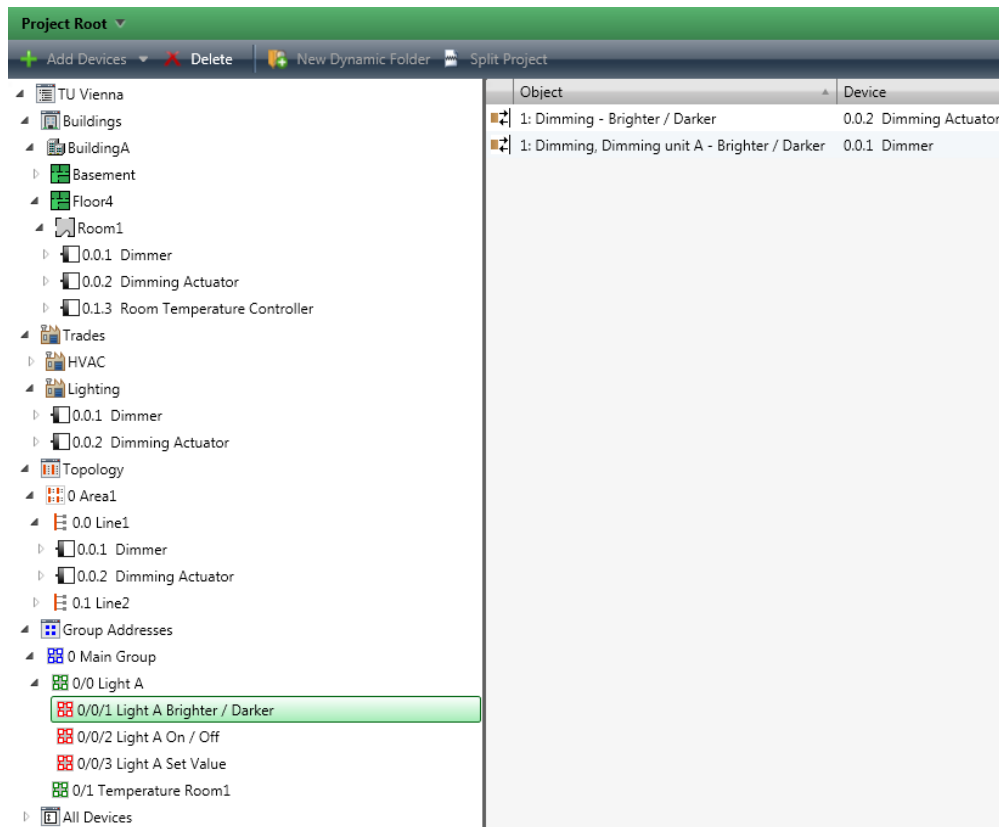 Project Root
Add Devices Delete New Dynamic Folder Split Project
TU Vienna
Buildings
BuildingA
Basement
Floor4
Room1
0.0.1 Dimmer
0.0.2 Dimming Actuator
0.1.3 Room Temperature Controller
Trades
HVAC
Lighting
0.0.1 Dimmer
0.0.2 Dimming Actuator
Topology
0 Area1
0.0 Line1
0.0.1 Dimmer
0.0.2 Dimming Actuator
0.1 Line2
Group Addresses
0 Main Group
0/0 Light A
0/0/1 Light A Brighter / Darker
0/0/2 Light A On / Off
0/0/3 Light A Set Value
0/1 Temperature Room1
All Devices
Object Device
1: Dimming - Brighter / Darker 0.0.2 Dimming Actuator
1: Dimming, Dimming unit A - Brighter / Darker 0.0.1 Dimmer